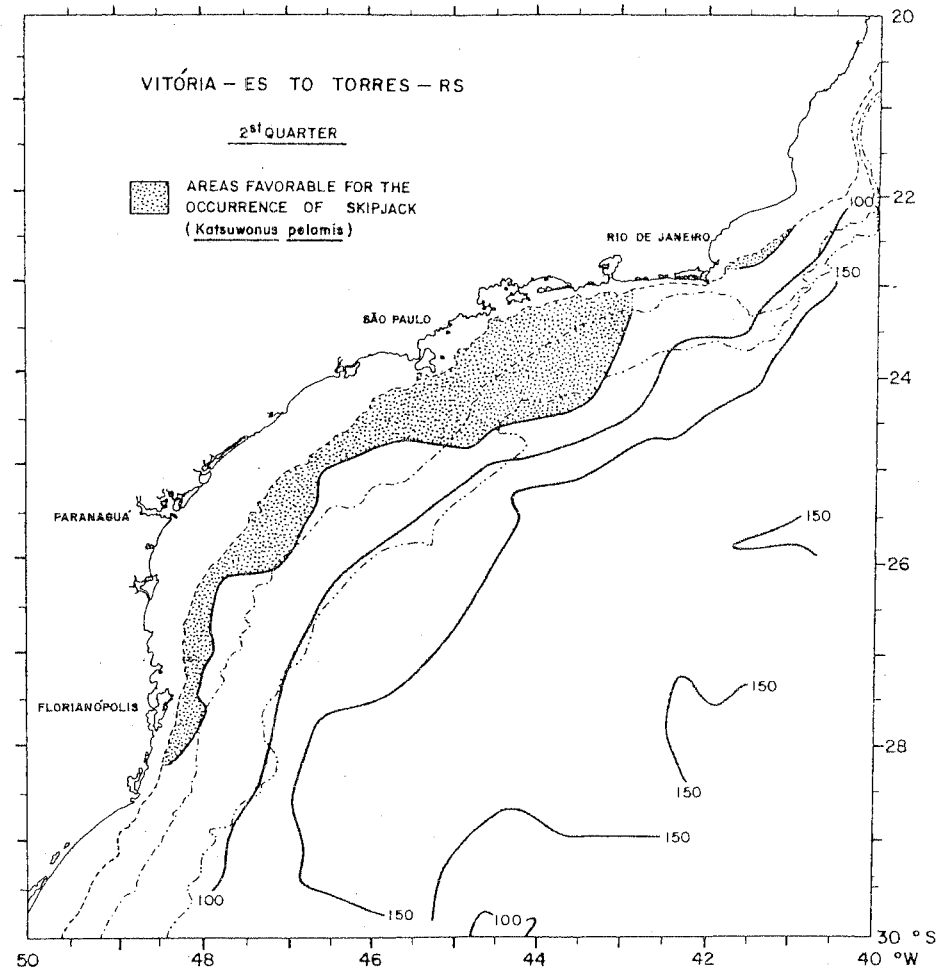 VITÓRIA – ES TO TORRES – RS
2st QUARTER
AREAS FAVORABLE FOR THE
OCCURRENCE OF SKIPJACK
(Katsuwonus pelamis)
20
22
24
26
28
30 °S
RIO DE JANEIRO
SÃO PAULO
PARANAGUÁ
FLORIANÓPOLIS
100
150
150
150
150
150
100
150
100
50
48
46
44
42
40 °W